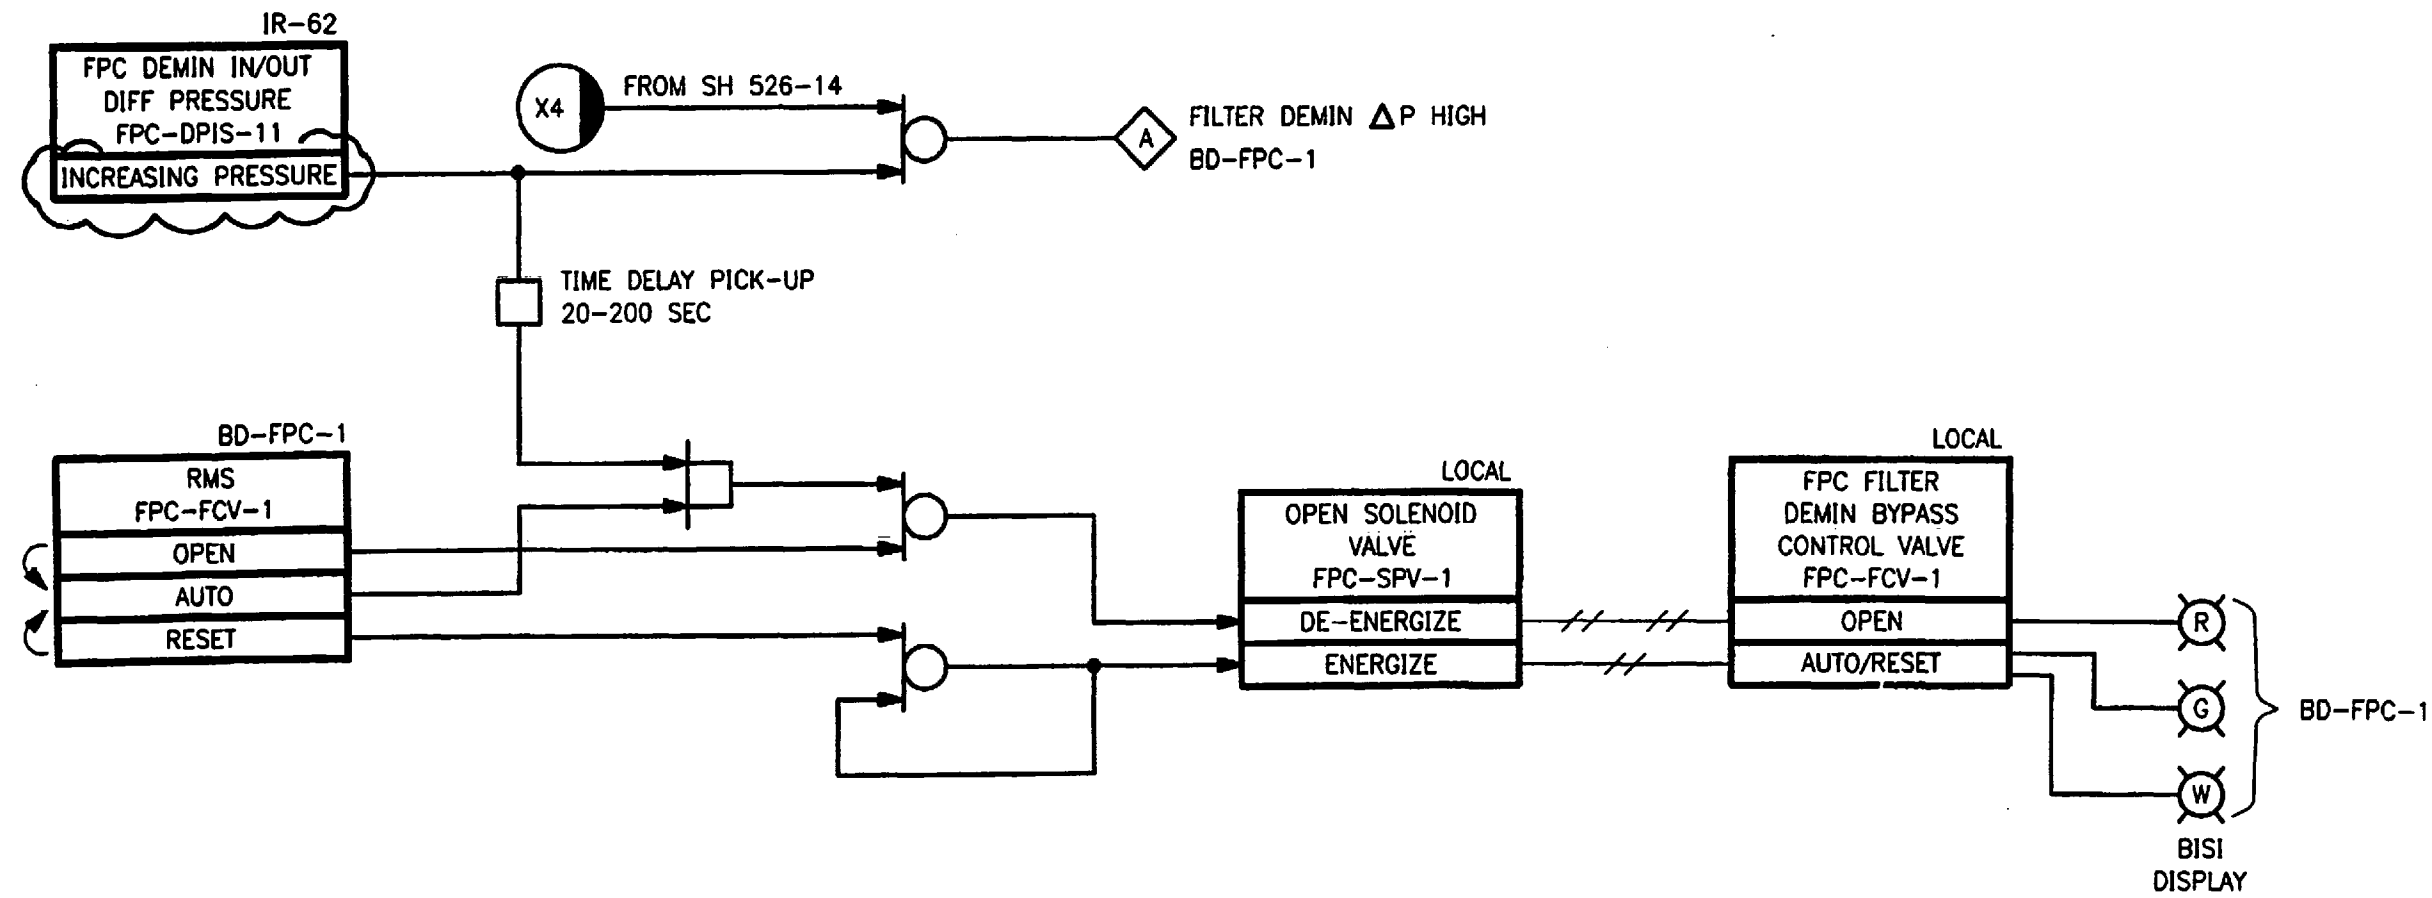 IR-62
FPC DEMIN IN/OUT
DIFF PRESSURE
FPC-DPIS-11
INCREASING PRESSURE
X4
FROM SH 526-14
A
FILTER DEMIN ΔP HIGH
BD-FPC-1
TIME DELAY PICK-UP
20-200 SEC
BD-FPC-1
RMS
FPC-FCV-1
OPEN
AUTO
RESET
LOCAL
OPEN SOLENOID
VALVE
FPC-SPV-1
DE-ENERGIZE
ENERGIZE
LOCAL
FPC FILTER
DEMIN BYPASS
CONTROL VALVE
FPC-FCV-1
OPEN
AUTO/RESET
R
G
W
BD-FPC-1
BISI
DISPLAY